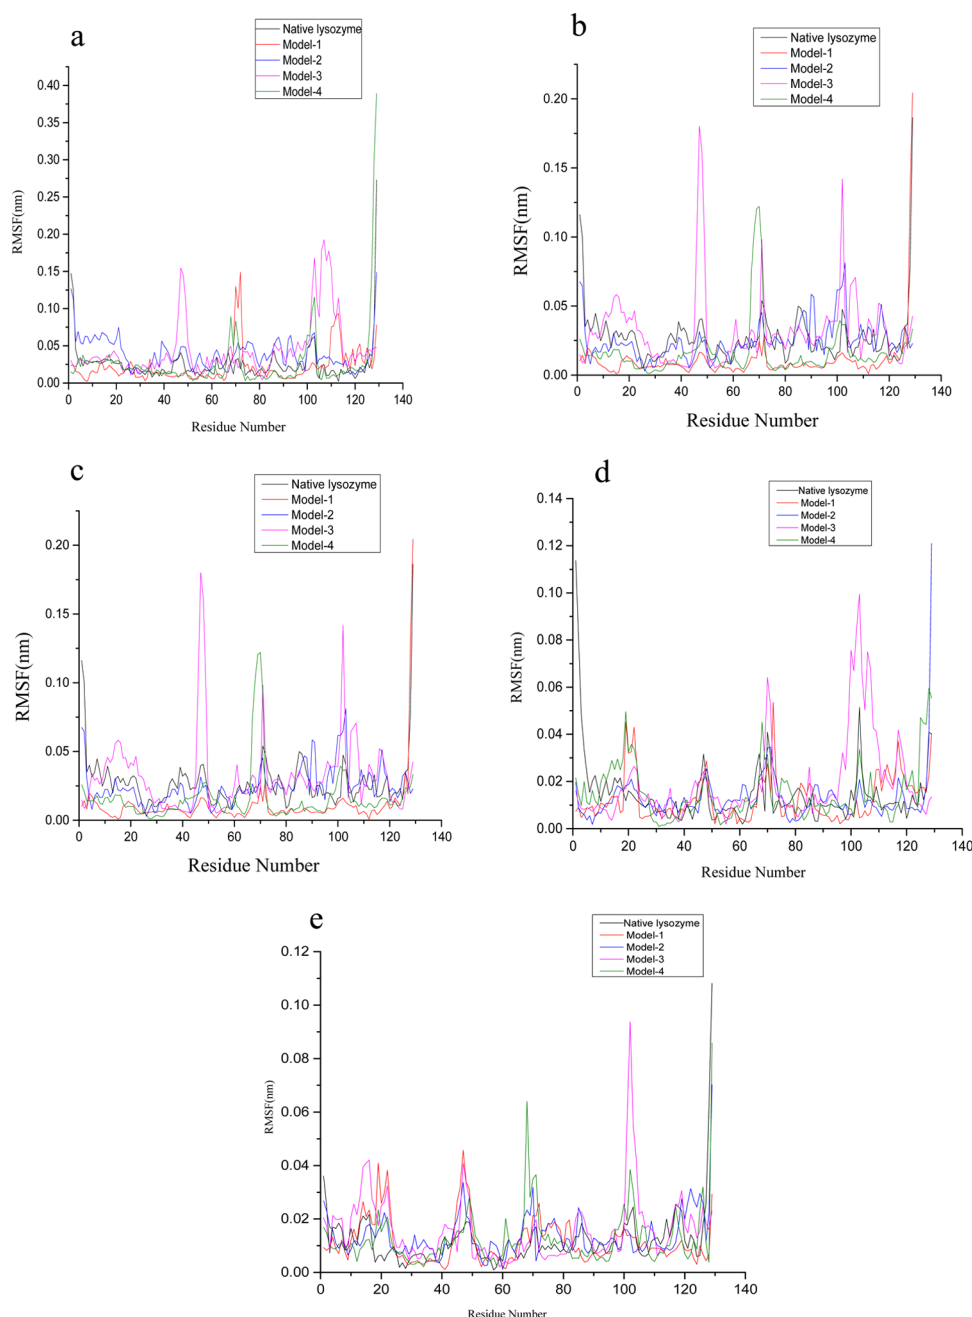 a
Native lysozyme
Model-1
Model-2
Model-3
Model-4
0.40
0.35
0.30
0.25
0.20
0.15
0.10
0.05
0.00
RMSF(nm)
0 20 40 60 80 100 120 140
Residue Number
b
Native lysozyme
Model-1
Model-2
Model-3
Model-4
0.20
0.15
0.10
0.05
0.00
RMSF(nm)
0 20 40 60 80 100 120 140
Residue Number
c
Native lysozyme
Model-1
Model-2
Model-3
Model-4
0.20
0.15
0.10
0.05
0.00
RMSF(nm)
0 20 40 60 80 100 120 140
Residue Number
d
Native lysozyme
Model-1
Model-2
Model-3
Model-4
0.14
0.12
0.10
0.08
0.06
0.04
0.02
0.00
RMSF(nm)
0 20 40 60 80 100 120 140
Residue Number
e
Native lysozyme
Model-1
Model-2
Model-3
Model-4
0.12
0.10
0.08
0.06
0.04
0.02
0.00
RMSF(nm)
0 20 40 60 80 100 120 140
Residue Number